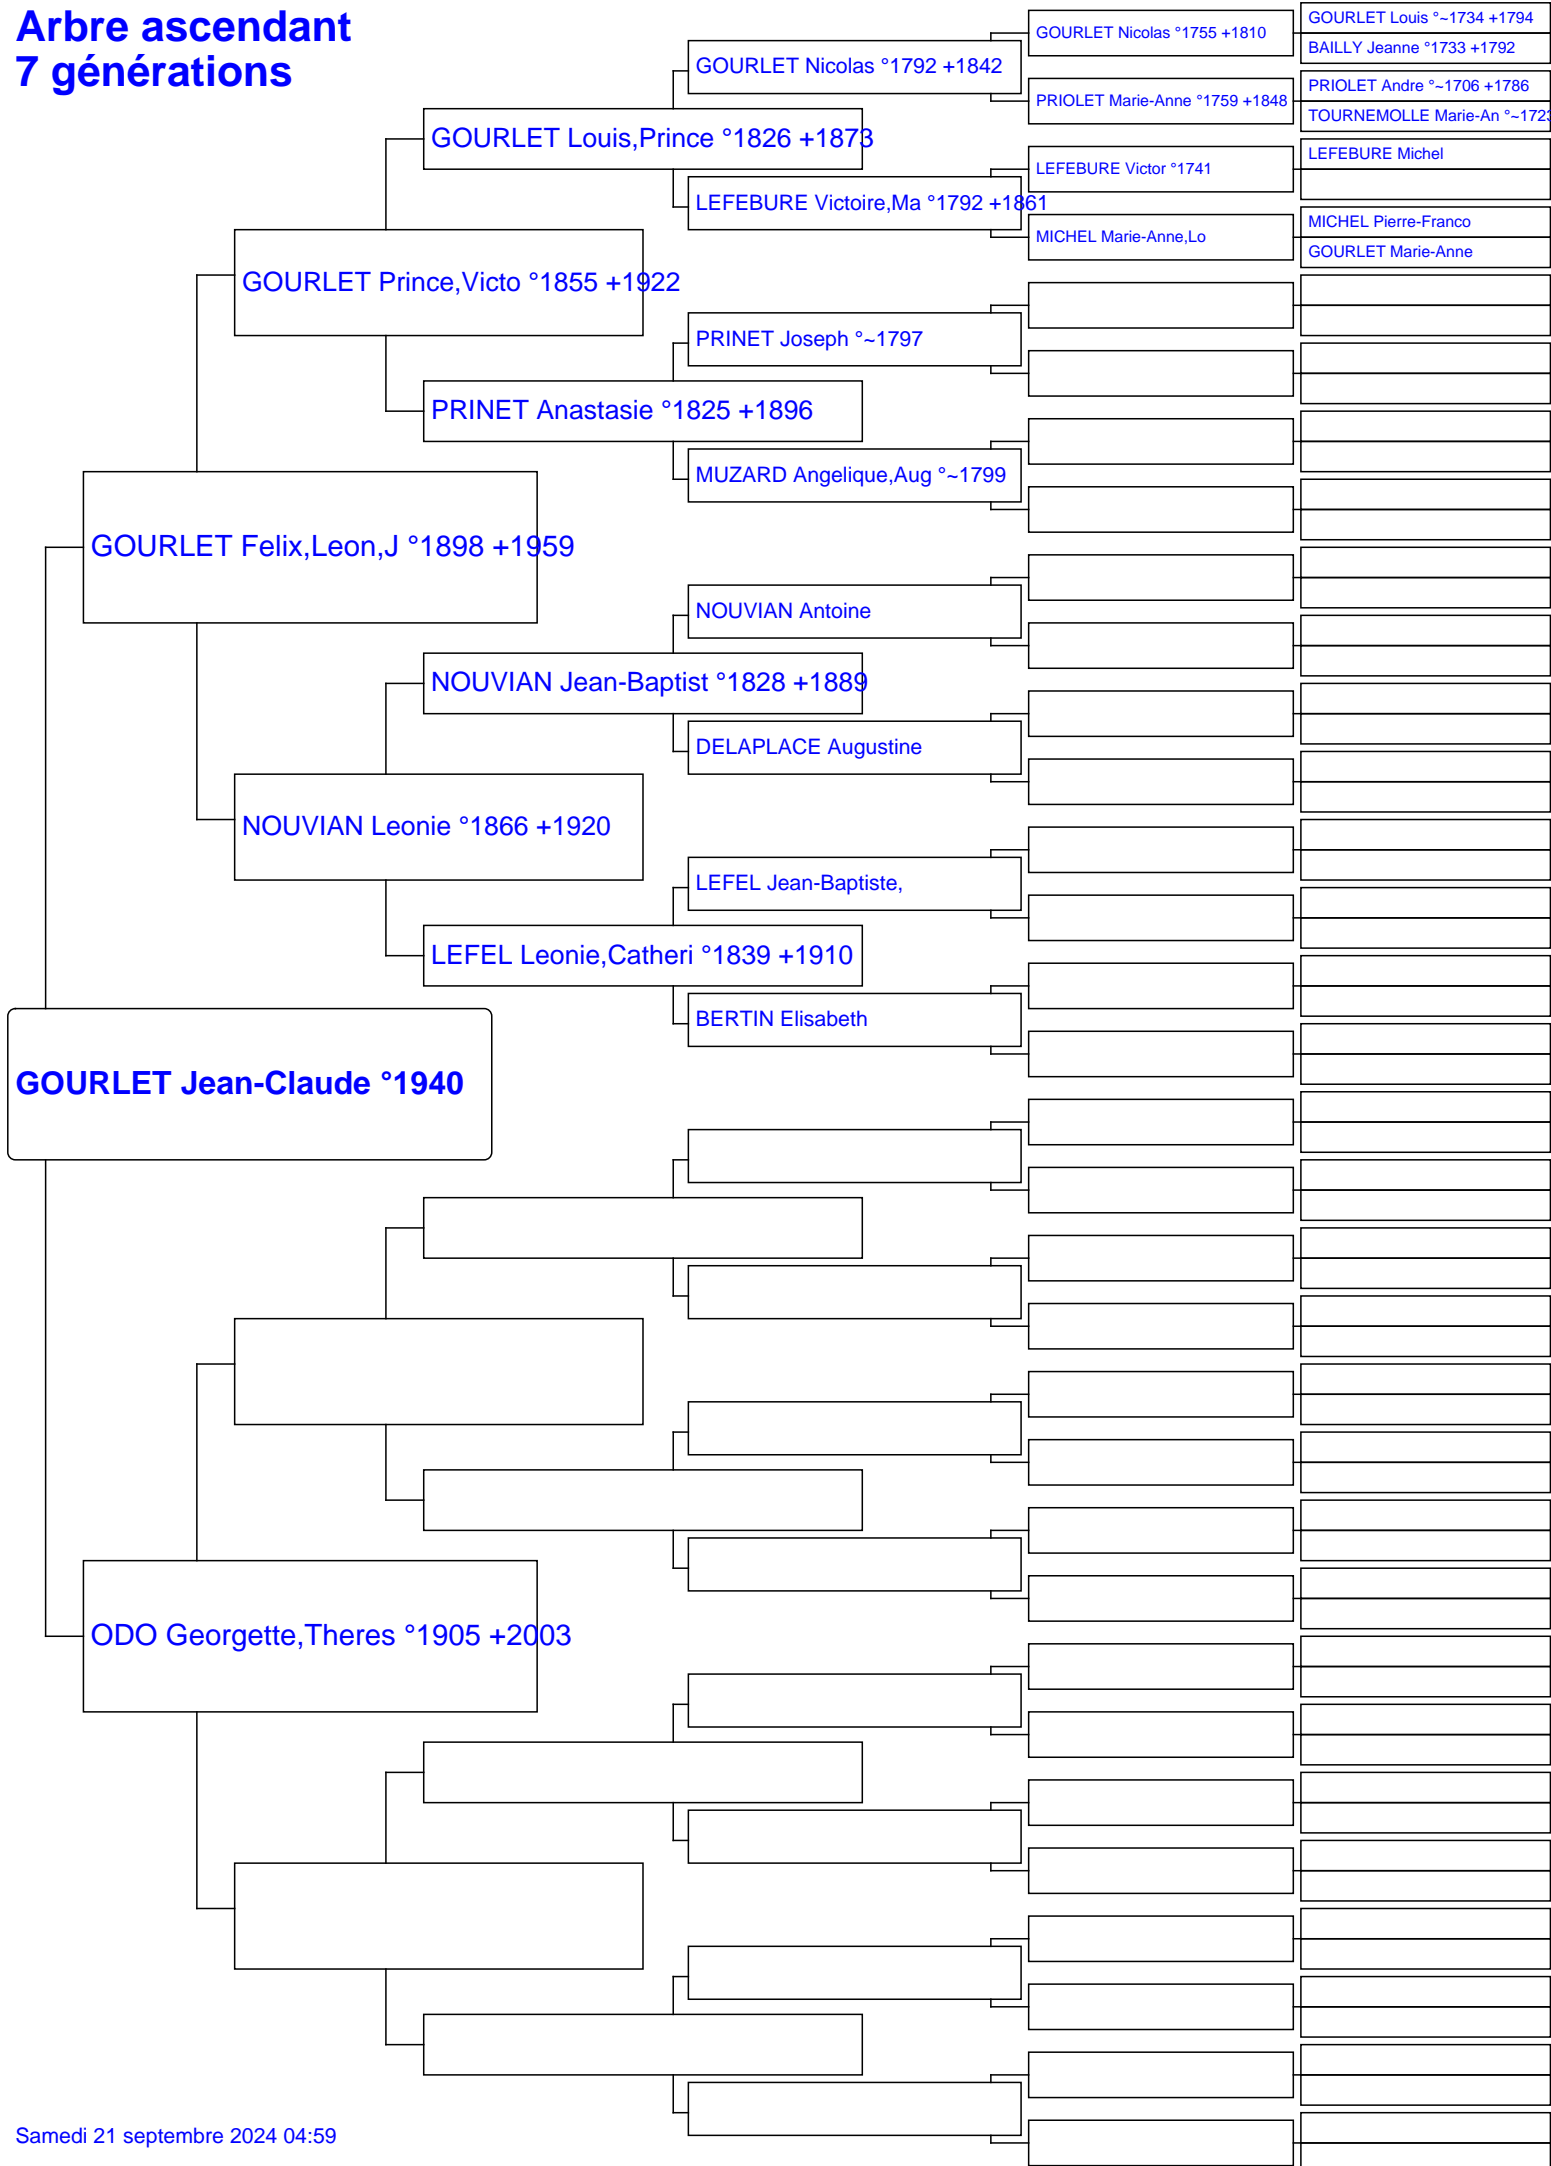 Arbre ascendant
7 générations
GOURLET Louis °~1734 +1794
GOURLET Nicolas °1755 +1810
BAILLY Jeanne °1733 +1792
GOURLET Nicolas °1792 +1842
PRIOLET Andre °~1706 +1786
PRIOLET Marie-Anne °1759 +1848
TOURNEMOLLE Marie-An °~1723
GOURLET Louis,Prince °1826 +1873
LEFEBURE Michel
LEFEBURE Victor °1741
LEFEBURE Victoire,Ma °1792 +1861
MICHEL Pierre-Franco
MICHEL Marie-Anne,Lo
GOURLET Marie-Anne
GOURLET Prince,Victo °1855 +1922
PRINET Joseph °~1797
PRINET Anastasie °1825 +1896
MUZARD Angelique,Aug °~1799
GOURLET Felix,Leon,J °1898 +1959
NOUVIAN Antoine
NOUVIAN Jean-Baptist °1828 +1889
DELAPLACE Augustine
NOUVIAN Leonie °1866 +1920
LEFEL Jean-Baptiste,
LEFEL Leonie,Catheri °1839 +1910
BERTIN Elisabeth
GOURLET Jean-Claude °1940
ODO Georgette,Theres °1905 +2003
Samedi 21 septembre 2024 04:59